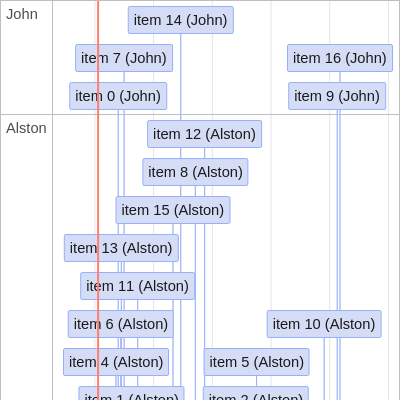 John
item 14 (John)
item 7 (John)
item 16 (John)
item 0 (John)
item 9 (John)
Alston
item 12 (Alston)
item 8 (Alston)
item 15 (Alston)
item 13 (Alston)
item 11 (Alston)
item 6 (Alston)
item 10 (Alston)
item 4 (Alston)
item 5 (Alston)
item 1 (Alston)
item 2 (Alston)